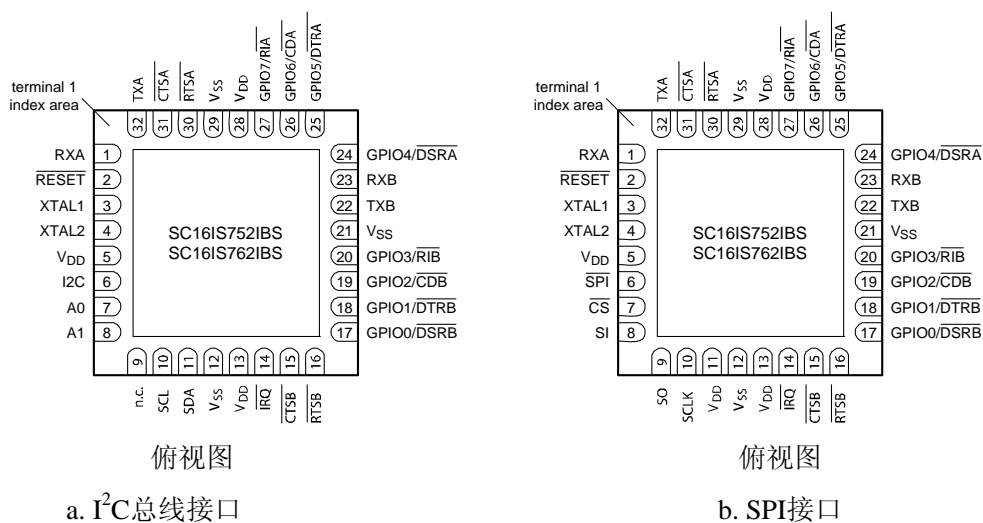 TXA
CTSA
RTSA
VSS
VDD
GPIO7/RIA
GPIO6/CDA
GPIO5/DTRA
terminal 1
index area
32 31 30 29 28 27 26 25
RXA 1
RESET 2
XTAL1 3
XTAL2 4
VDD 5
I2C 6
A0 7
A1 8
24 GPIO4/DSRA
23 RXB
22 TXB
21 VSS
20 GPIO3/RIB
19 GPIO2/CDB
18 GPIO1/DTRB
17 GPIO0/DSRB
SC16IS752IBS
SC16IS762IBS
9 10 11 12 13 14 15 16
n.c.
SCL
SDA
VSS
VDD
IRQ
CTSB
RTSB
俯视图
a. I²C总线接口
TXA
CTSA
RTSA
VSS
VDD
GPIO7/RIA
GPIO6/CDA
GPIO5/DTRA
terminal 1
index area
32 31 30 29 28 27 26 25
RXA 1
RESET 2
XTAL1 3
XTAL2 4
VDD 5
SPI 6
CS 7
SI 8
24 GPIO4/DSRA
23 RXB
22 TXB
21 VSS
20 GPIO3/RIB
19 GPIO2/CDB
18 GPIO1/DTRB
17 GPIO0/DSRB
SC16IS752IBS
SC16IS762IBS
9 10 11 12 13 14 15 16
SO
SCLK
VDD
VSS
VDD
IRQ
CTSB
RTSB
俯视图
b. SPI接口